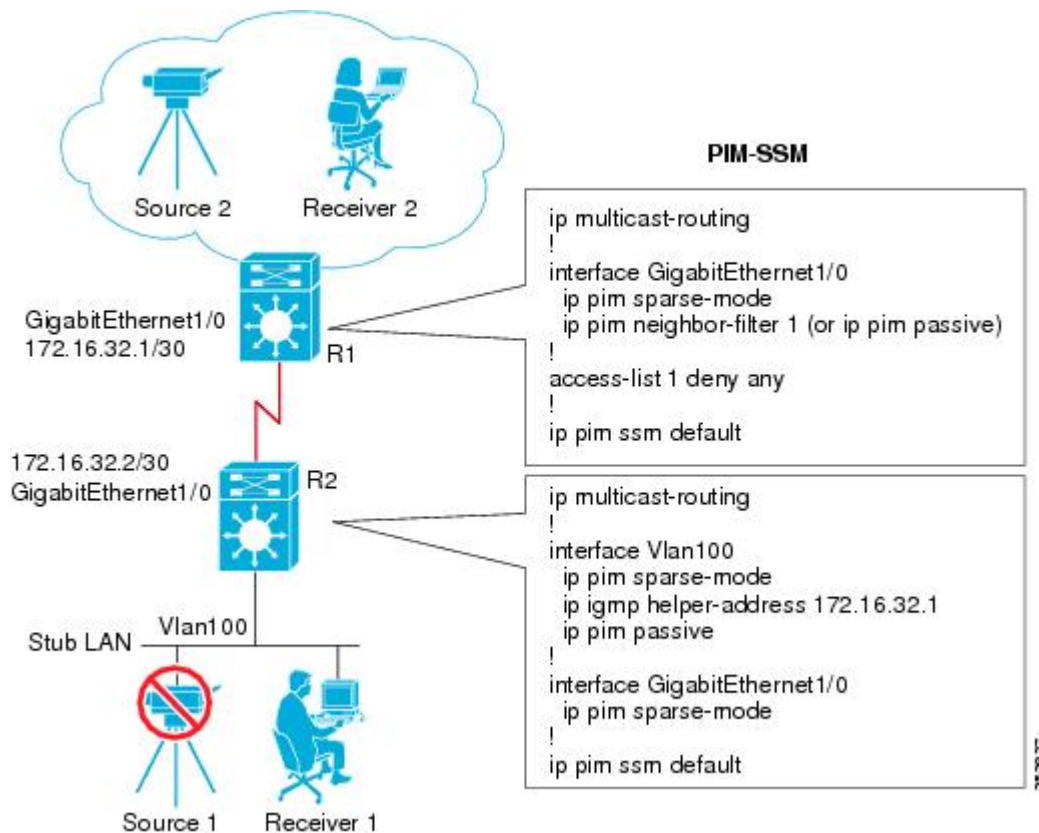 Source 2
Receiver 2
PIM-SSM
ip multicast-routing
!
interface GigabitEthernet1/0
ip pim sparse-mode
ip pim neighbor-filter 1 (or ip pim passive)
!
access-list 1 deny any
!
ip pim ssm default
GigabitEthernet1/0
172.16.32.1/30
R1
172.16.32.2/30
GigabitEthernet1/0
R2
ip multicast-routing
!
interface Vlan100
ip pim sparse-mode
ip igmp helper-address 172.16.32.1
ip pim passive
!
interface GigabitEthernet1/0
ip pim sparse-mode
!
ip pim ssm default
Vlan100
Stub LAN
Source 1
Receiver 1